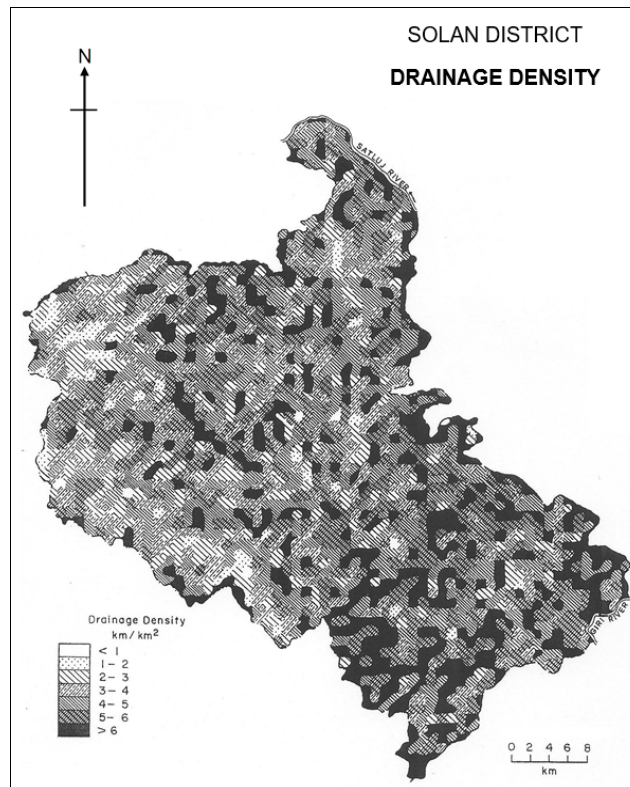 SOLAN DISTRICT
DRAINAGE DENSITY
N
SATLUJ RIVER
GIRI RIVER
Drainage Density
km/km²
< 1
1 – 2
2 – 3
3 – 4
4 – 5
5 – 6
> 6
0 2 4 6 8
km